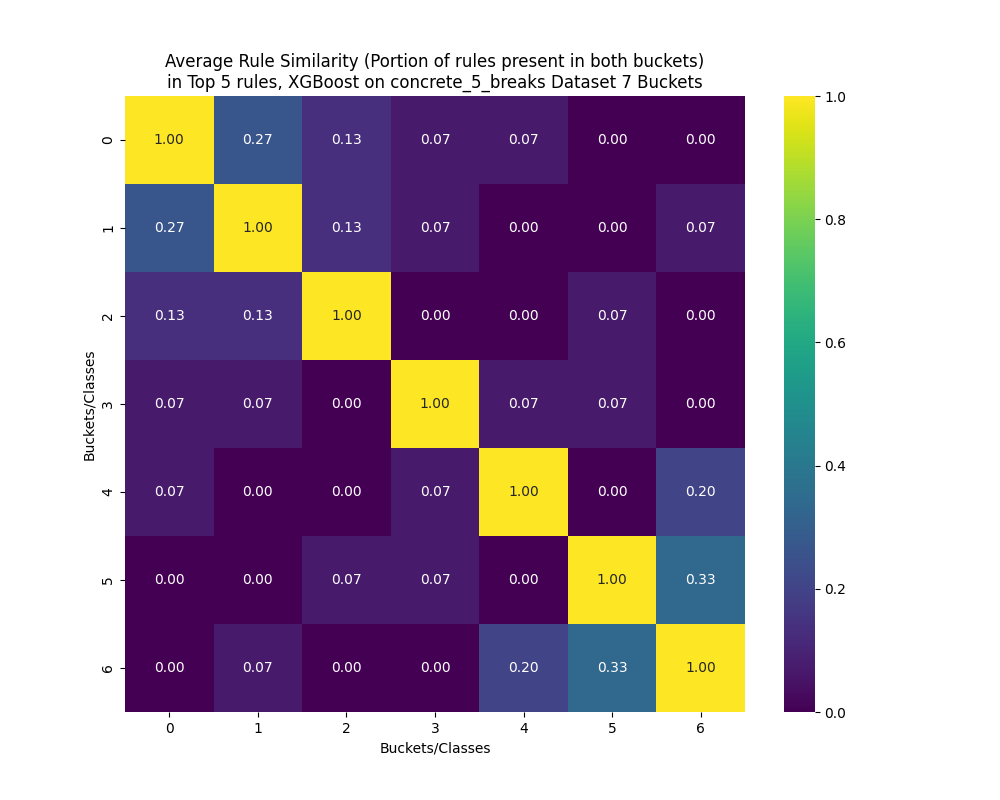 Average Rule Similarity (Portion of rules present in both buckets)
in Top 5 rules, XGBoost on concrete_5_breaks Dataset 7 Buckets
0 1.00 0.27 0.13 0.07 0.07 0.00 0.00
1 0.27 1.00 0.13 0.07 0.00 0.00 0.07
2 0.13 0.13 1.00 0.00 0.00 0.07 0.00
3 0.07 0.07 0.00 1.00 0.07 0.07 0.00
4 0.07 0.00 0.00 0.07 1.00 0.00 0.20
5 0.00 0.00 0.07 0.07 0.00 1.00 0.33
6 0.00 0.07 0.00 0.00 0.20 0.33 1.00
0 1 2 3 4 5 6
Buckets/Classes
Buckets/Classes
1.0
0.8
0.6
0.4
0.2
0.0